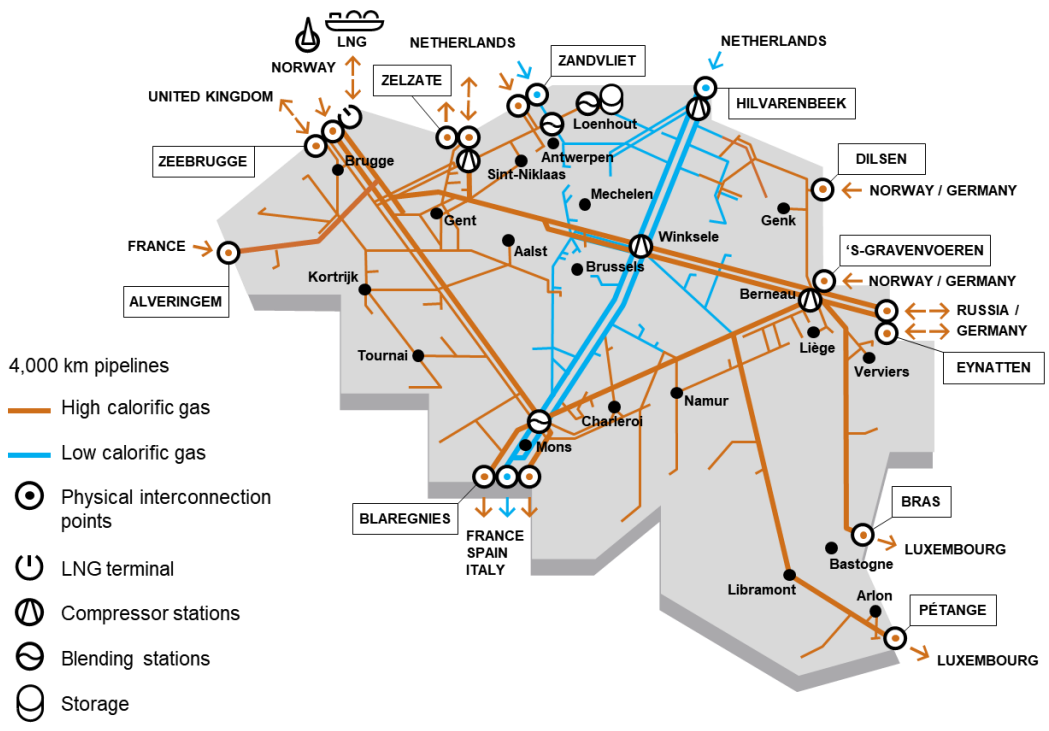 LNG
NORWAY
NETHERLANDS
NETHERLANDS
ZELZATE
ZANDVLIET
HILVARENBEEK
UNITED KINGDOM
Loenhout
ZEEBRUGGE
Brugge
Antwerpen
Sint-Niklaas
DILSEN
NORWAY / GERMANY
Mechelen
Genk
Gent
FRANCE
Aalst
Winksele
'S-GRAVENVOEREN
Brussels
Kortrijk
Berneau
NORWAY / GERMANY
ALVERINGEM
RUSSIA /
GERMANY
Liège
Tournai
Verviers
EYNATTEN
4,000 km pipelines
High calorific gas
Namur
Charleroi
Low calorific gas
Mons
Physical interconnection
points
BLAREGNIES
BRAS
FRANCE
SPAIN
ITALY
LUXEMBOURG
Bastogne
LNG terminal
Libramont
Arlon
PÉTANGE
Compressor stations
LUXEMBOURG
Blending stations
Storage